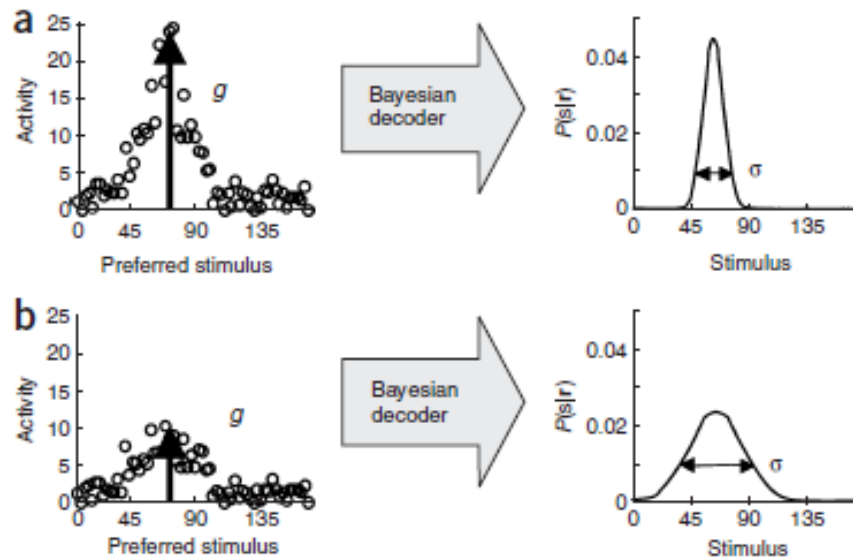 a
25
20
15
10
5
0
Activity
g
0 45 90 135
Preferred stimulus
Bayesian
decoder
0.04
0.02
0
P(s|r)
σ
0 45 90 135
Stimulus
b
25
20
15
10
5
0
Activity
g
0 45 90 135
Preferred stimulus
Bayesian
decoder
0.04
0.02
0
P(s|r)
σ
0 45 90 135
Stimulus